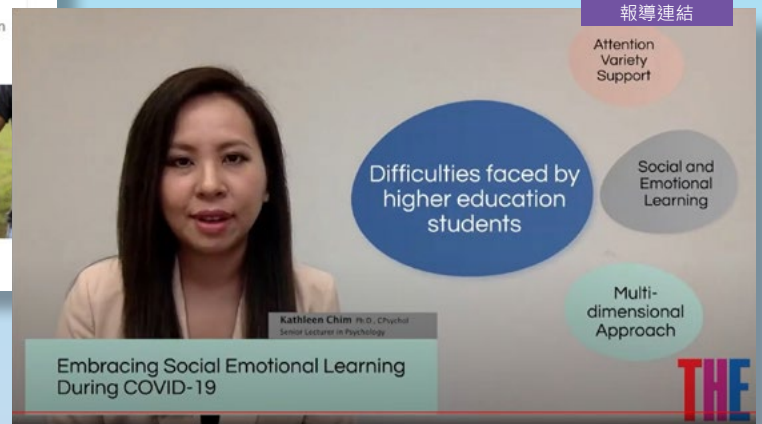 報導連結
n
Attention
Variety
Support
Difficulties faced by
higher education
students
Social and
Emotional
Learning
Multi-
dimensional
Approach
Kathleen Chim Ph.D., CPsychol
Senior Lecturer in Psychology
Embracing Social Emotional Learning
During COVID-19
THE